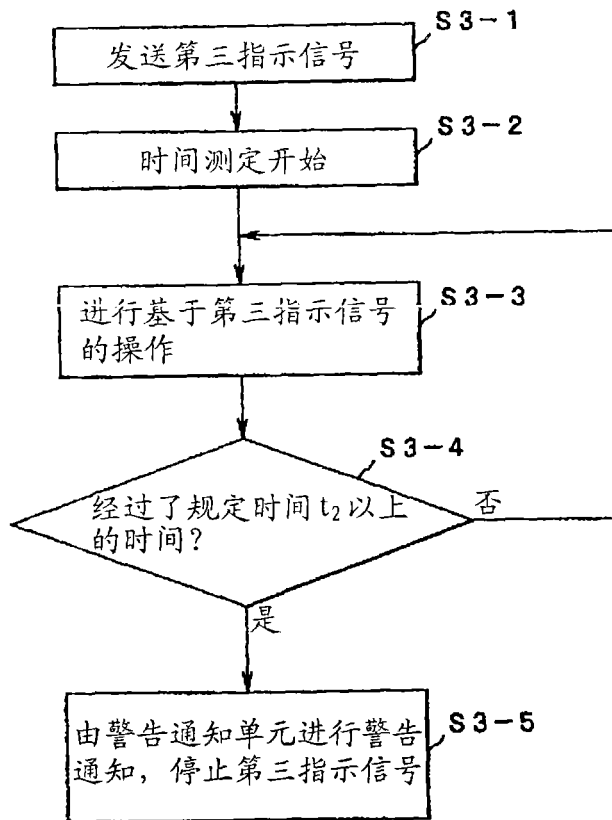 S3-1
发送第三指示信号
S3-2
时间测定开始
S3-3
进行基于第三指示信号
的操作
S3-4
经过了规定时间t₂以上
的时间?
否
是
S3-5
由警告通知单元进行警告
通知，停止第三指示信号